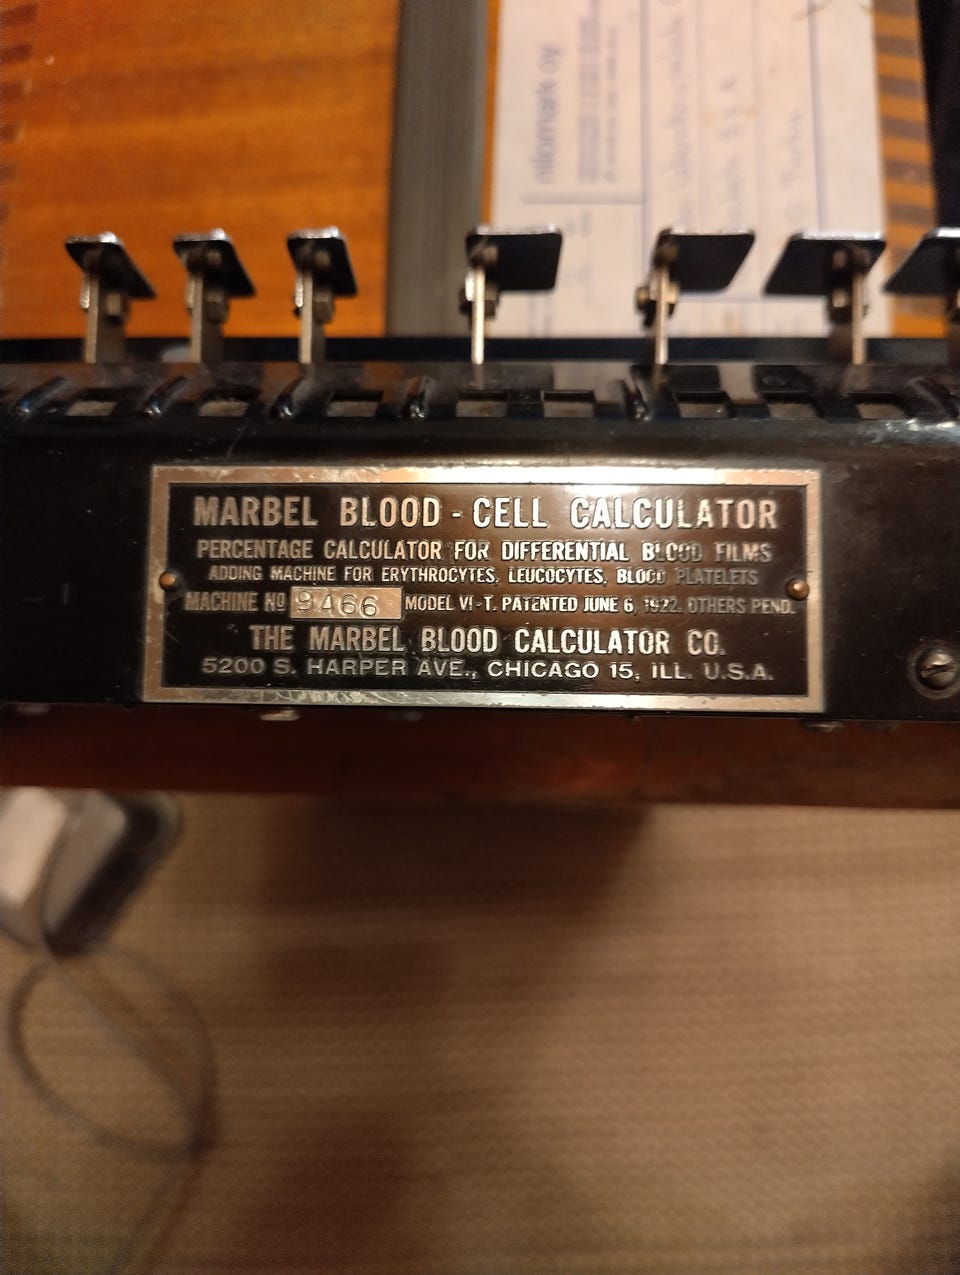 MARBEL BLOOD - CELL CALCULATOR
PERCENTAGE CALCULATOR FOR DIFFERENTIAL BLOOD FILMS
ADDING MACHINE FOR ERYTHROCYTES, LEUCOCYTES, BLOOD PLATELETS
MACHINE NO 9466 MODEL VI-T. PATENTED JUNE 6, 1922. OTHERS PEND.
THE MARBEL BLOOD CALCULATOR CO.
5200 S. HARPER AVE., CHICAGO 15, ILL. U.S.A.